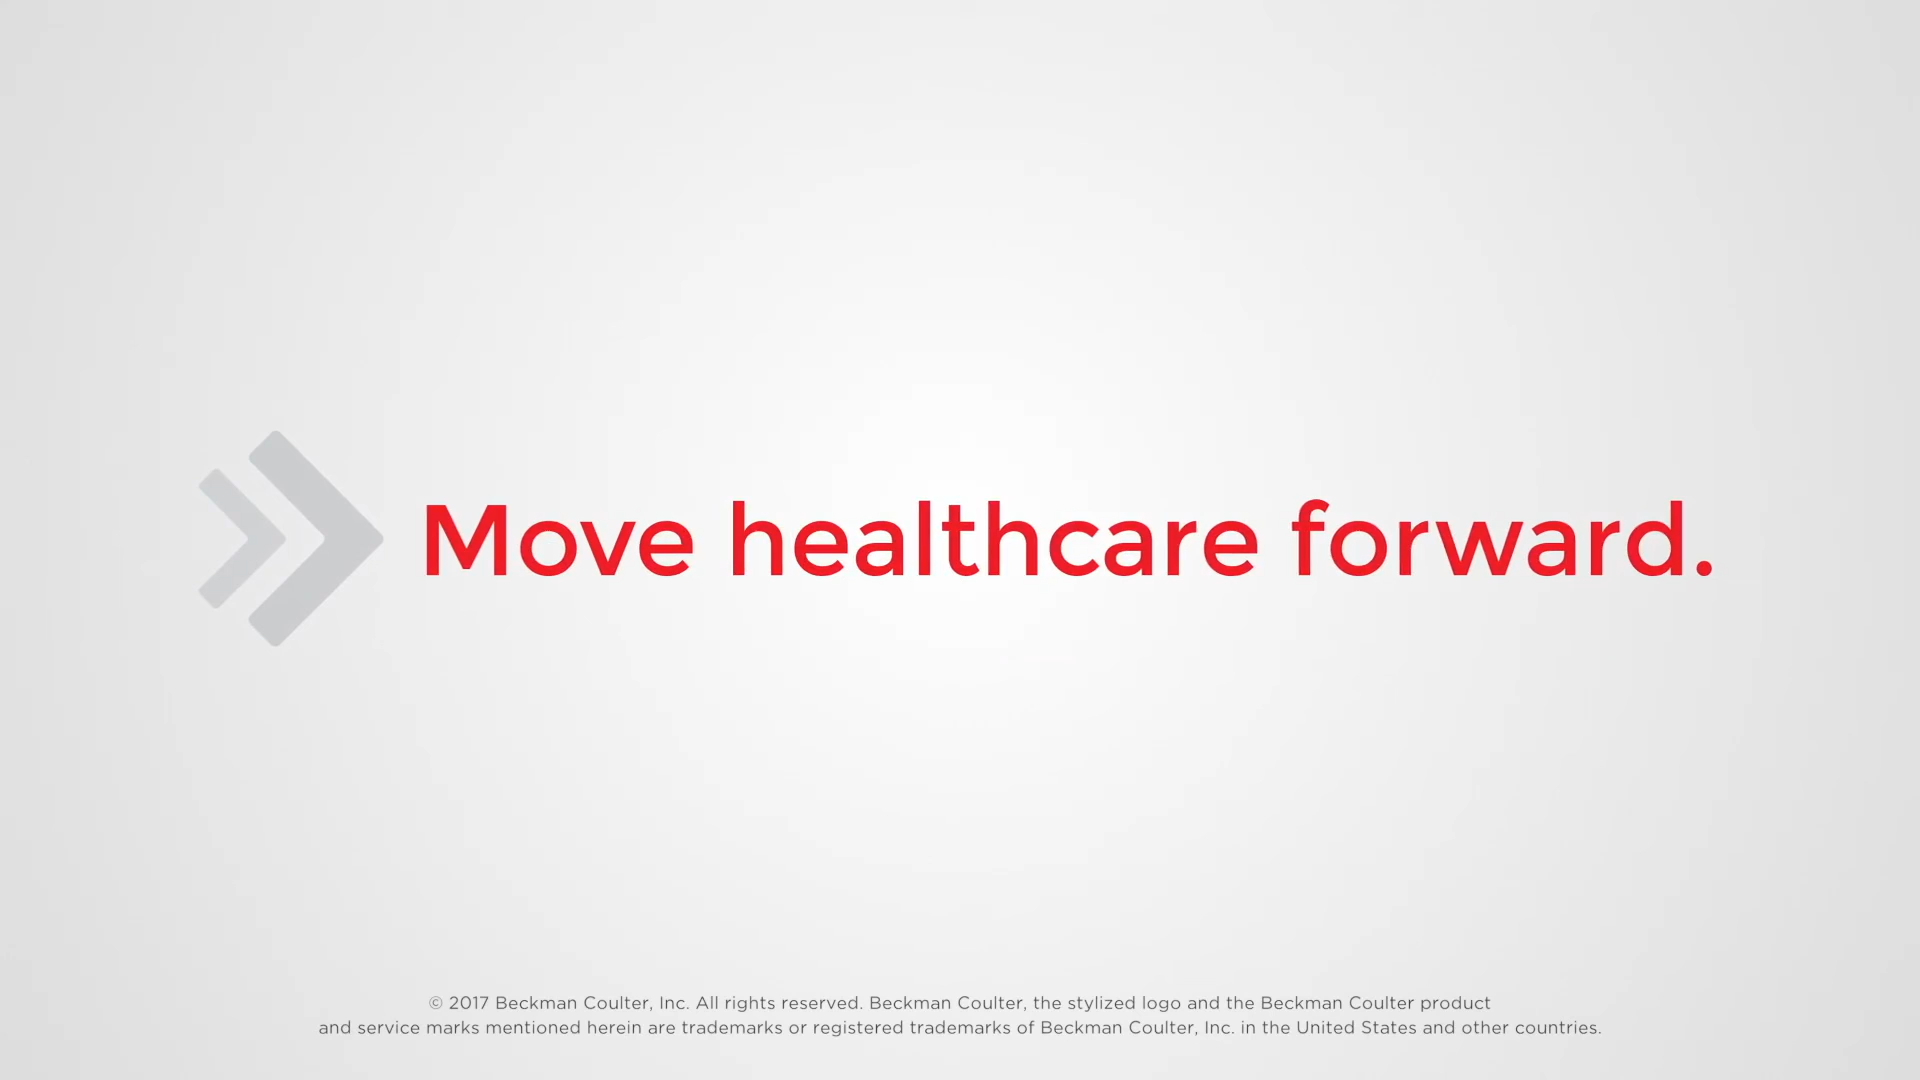 Move healthcare forward.
© 2017 Beckman Coulter, Inc. All rights reserved. Beckman Coulter, the stylized logo and the Beckman Coulter product
and service marks mentioned herein are trademarks or registered trademarks of Beckman Coulter, Inc. in the United States and other countries.